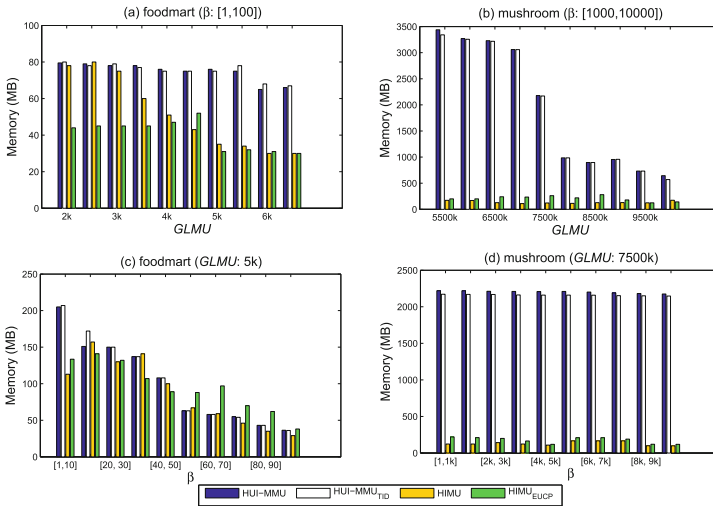 (a) foodmart (β: [1,100])
Memory (MB)
100
80
60
40
20
0
2k 3k 4k 5k 6k
GLMU
(b) mushroom (β: [1000,10000])
Memory (MB)
3500
3000
2500
2000
1500
1000
500
0
5500k 6500k 7500k 8500k 9500k
GLMU
(c) foodmart (GLMU: 5k)
Memory (MB)
250
200
150
100
50
0
[1,10] [20, 30] [40, 50] [60, 70] [80, 90]
β
(d) mushroom (GLMU: 7500k)
Memory (MB)
2500
2000
1500
1000
500
0
[1,1k] [2k, 3k] [4k, 5k] [6k, 7k] [8k, 9k]
β
HUI−MMU HUI−MMU_TID HIMU HIMU_EUCP